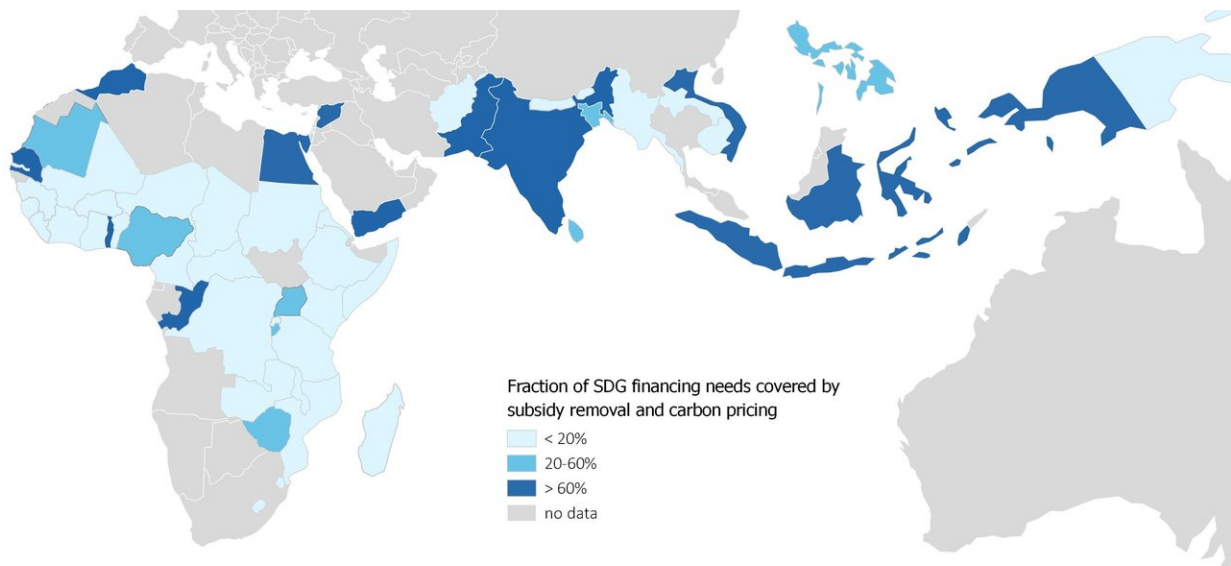 Fraction of SDG financing needs covered by
subsidy removal and carbon pricing
< 20%
20-60%
> 60%
no data